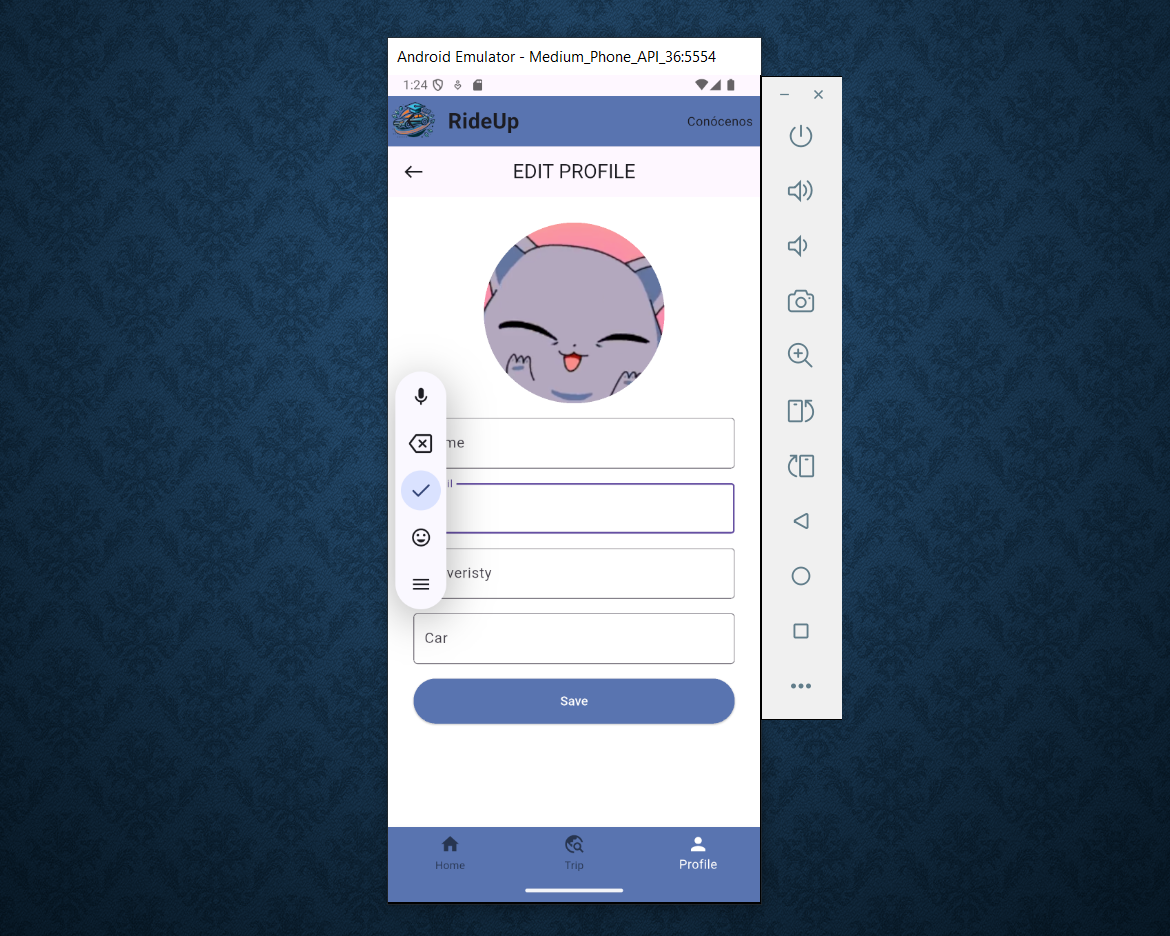 Android Emulator - Medium_Phone_API_36:5554
1:24
RideUp
Conócenos
EDIT PROFILE
me
il
veristy
Car
Save
Home
Trip
Profile